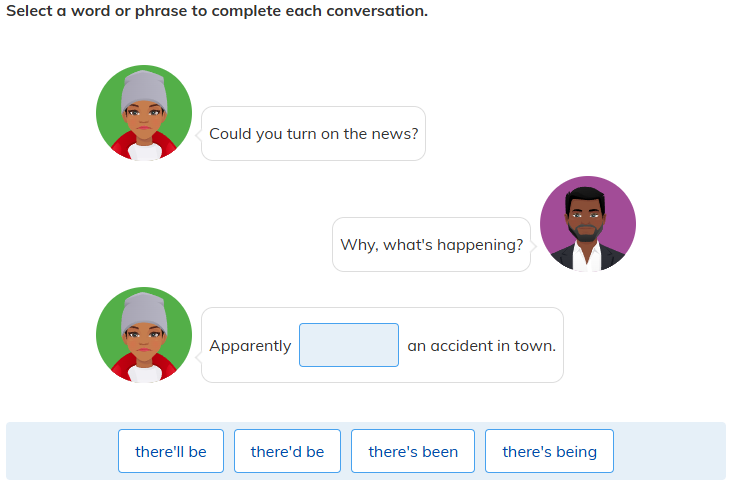 Select a word or phrase to complete each conversation.
Could you turn on the news?
Why, what's happening?
Apparently an accident in town.
there'll be there'd be there's been there's being